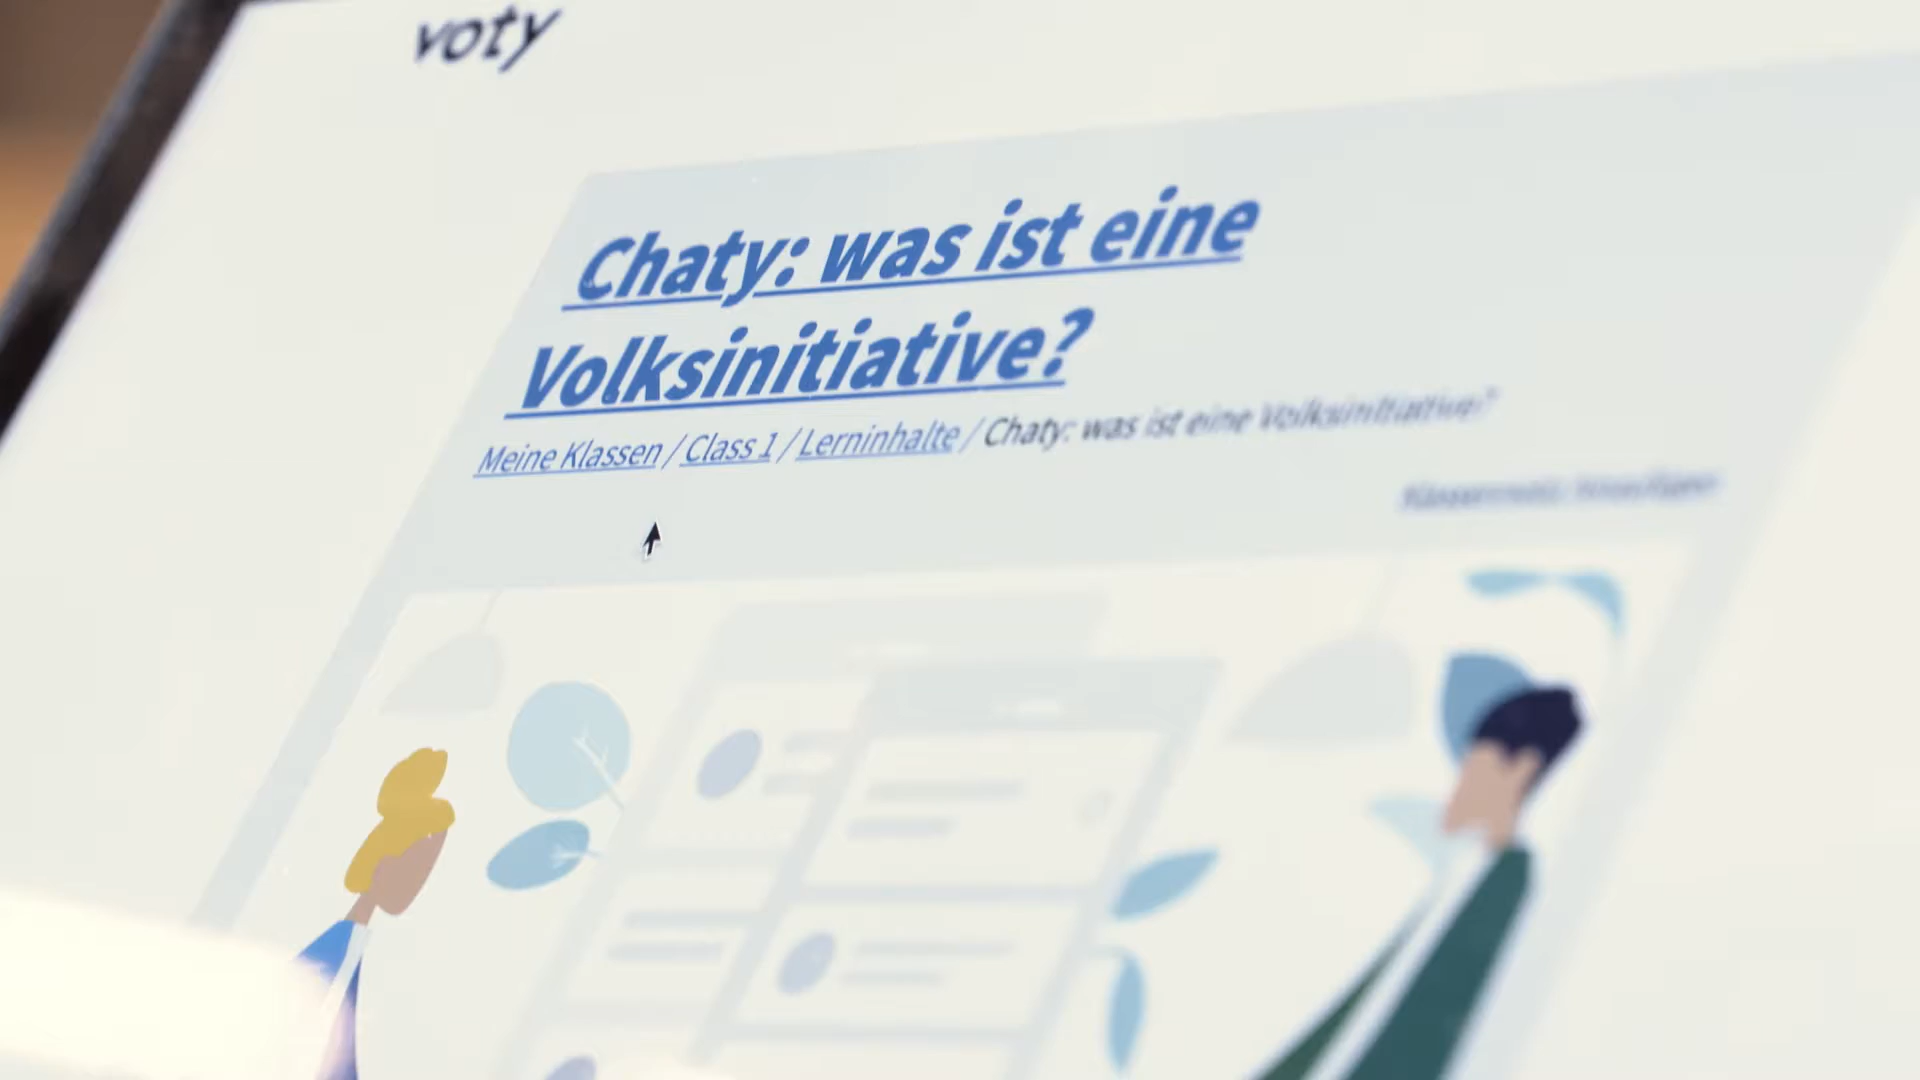 voty
Chaty: was ist eine
Volksinitiative?
Meine Klassen / Class 1 / Lerninhalte / Chaty: was ist eine Volksinitiative?